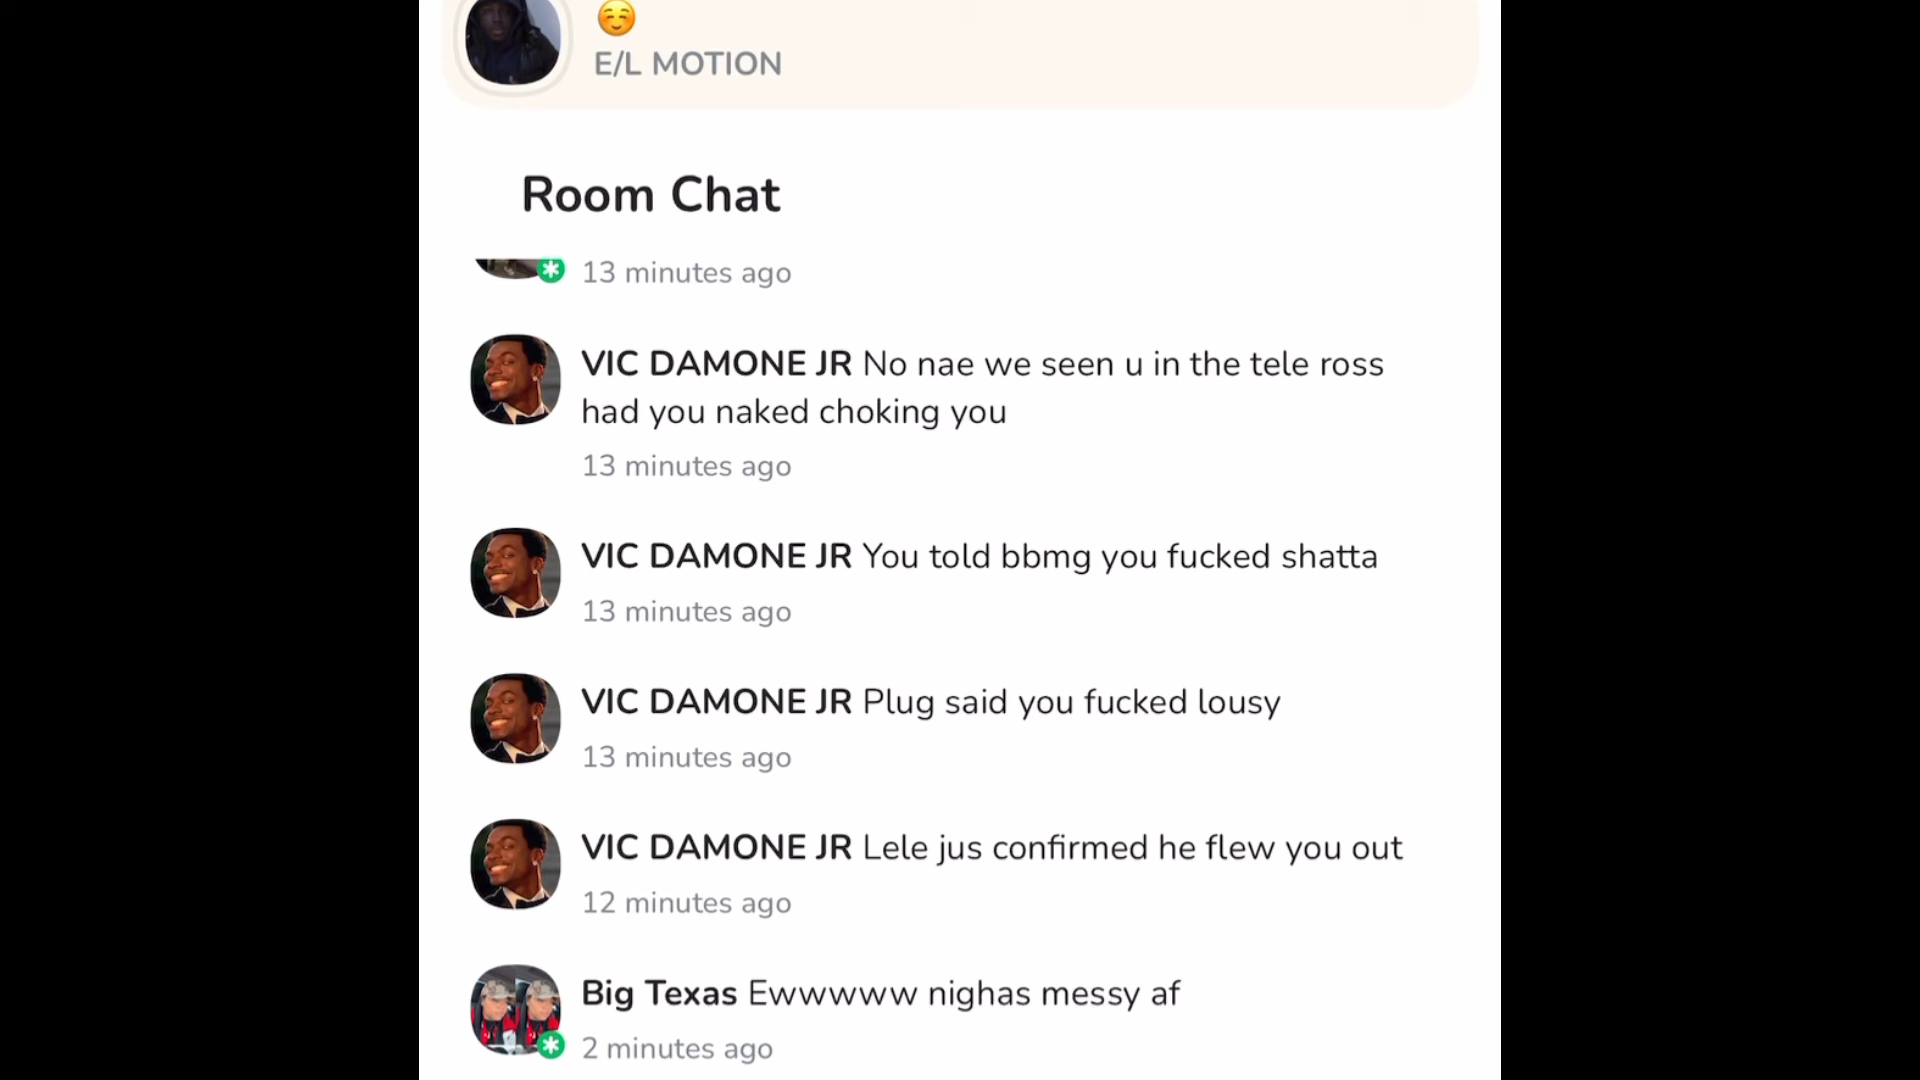 ☺️
E/L MOTION
Room Chat
13 minutes ago
VIC DAMONE JR No nae we seen u in the tele ross
had you naked choking you
13 minutes ago
VIC DAMONE JR You told bbmg you fucked shatta
13 minutes ago
VIC DAMONE JR Plug said you fucked lousy
13 minutes ago
VIC DAMONE JR Lele jus confirmed he flew you out
12 minutes ago
Big Texas Ewwwww nighas messy af
2 minutes ago